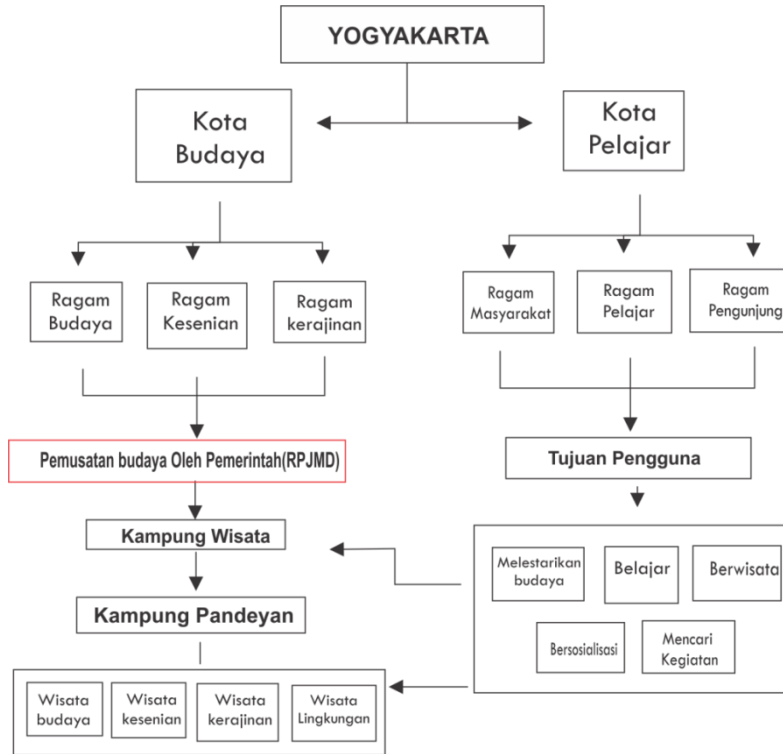 YOGYAKARTA
Kota
Budaya
Kota
Pelajar
Ragam
Budaya
Ragam
Kesenian
Ragam
kerajinan
Ragam
Masyarakat
Ragam
Pelajar
Ragam
Pengunjung
Pemusatan budaya Oleh Pemerintah(RPJMD)
Tujuan Pengguna
Kampung Wisata
Melestarikan
budaya
Belajar
Berwisata
Kampung Pandeyan
Bersosialisasi
Mencari
Kegiatan
Wisata
budaya
Wisata
kesenian
Wisata
kerajinan
Wisata
Lingkungan